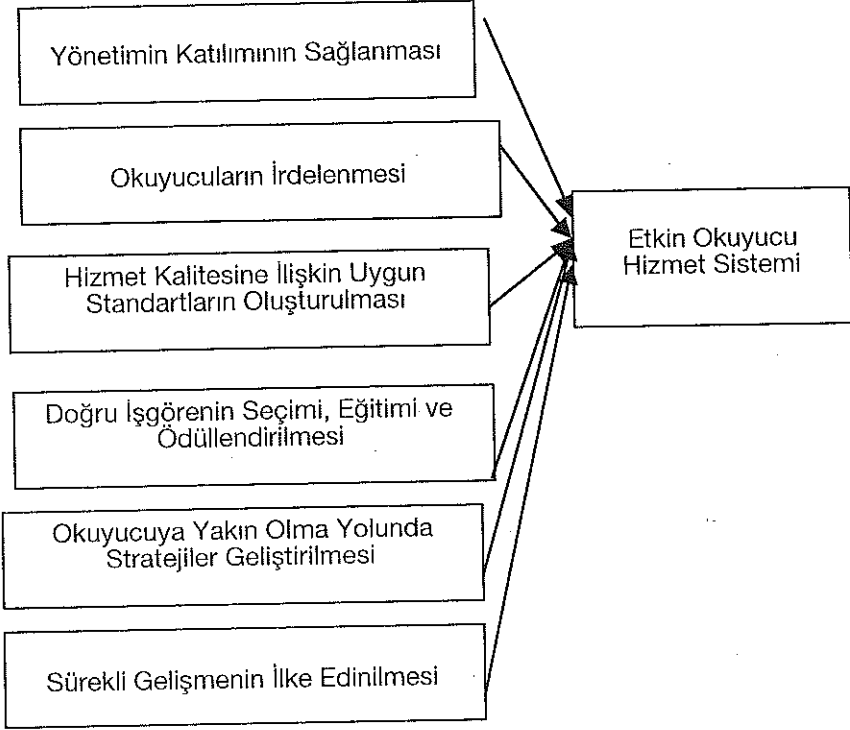 Yönetimin Katılımının Sağlanması
Okuyucuların İrdelenmesi
Hizmet Kalitesine İlişkin Uygun
Standartların Oluşturulması
Doğru İşgörenin Seçimi, Eğitimi ve
Ödüllendirilmesi
Okuyucuya Yakın Olma Yolunda
Stratejiler Geliştirilmesi
Sürekli Gelişmenin İlke Edinilmesi
Etkin Okuyucu
Hizmet Sistemi